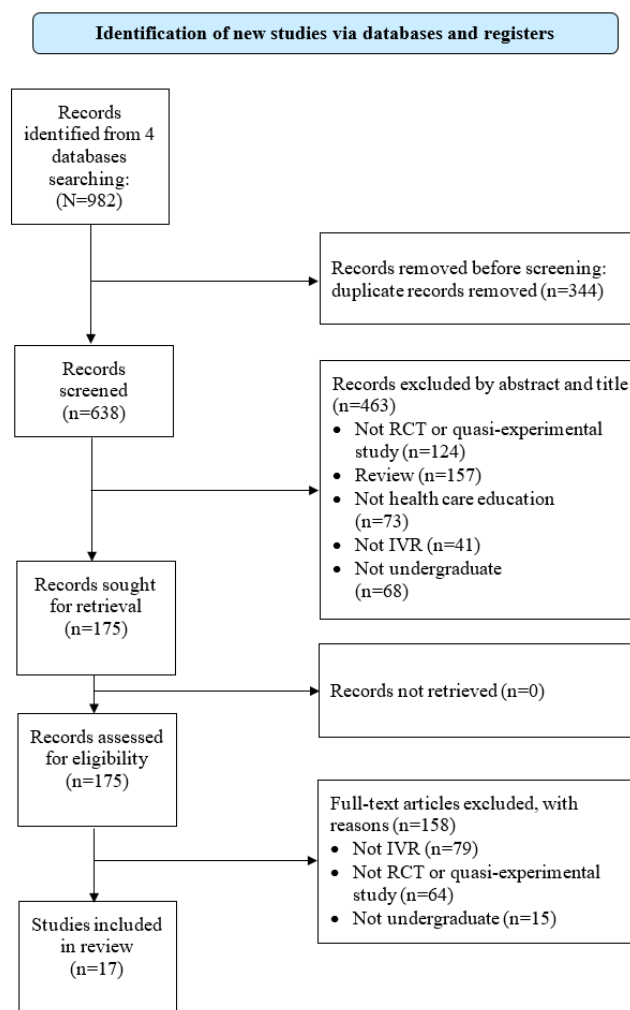 Identification of new studies via databases and registers
Records
identified from 4
databases
searching:
(N=982)
Records removed before screening:
duplicate records removed (n=344)
Records
screened
(n=638)
Records excluded by abstract and title
(n=463)
• Not RCT or quasi-experimental
study (n=124)
• Review (n=157)
• Not health care education
(n=73)
• Not IVR (n=41)
• Not undergraduate
(n=68)
Records sought
for retrieval
(n=175)
Records not retrieved (n=0)
Records assessed
for eligibility
(n=175)
Full-text articles excluded, with
reasons (n=158)
• Not IVR (n=79)
• Not RCT or quasi-experimental
study (n=64)
• Not undergraduate (n=15)
Studies included
in review
(n=17)